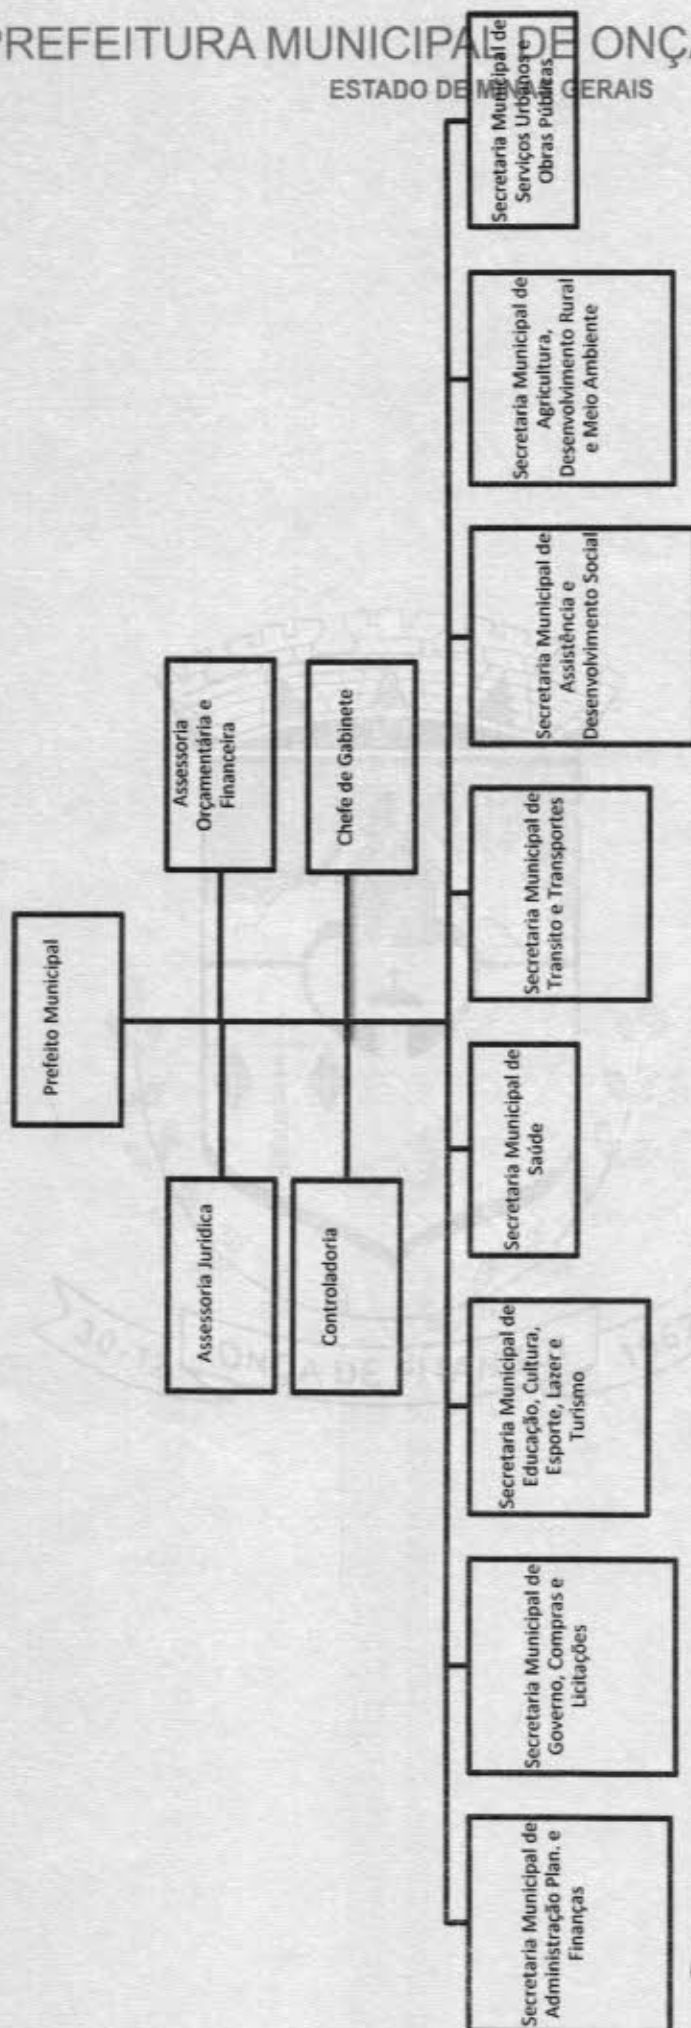 PREFEITURA MUNICIPAL DE ONÇA
ESTADO DE MINAS GERAIS
Prefeito Municipal
Assessoria Jurídica
Assessoria
Orçamentária e
Financeira
Controladoria
Chefe de Gabinete
Secretaria Municipal de
Administração Plan. e
Finanças
Secretaria Municipal de
Governo, Compras e
Licitações
Secretaria Municipal de
Educação, Cultura,
Esporte, Lazer e
Turismo
Secretaria Municipal de
Saúde
Secretaria Municipal de
Transito e Transportes
Secretaria Municipal de
Assistência e
Desenvolvimento Social
Secretaria Municipal de
Agricultura,
Desenvolvimento Rural
e Meio Ambiente
Secretaria Municipal de
Serviços Urbanos e
Obras Públicas